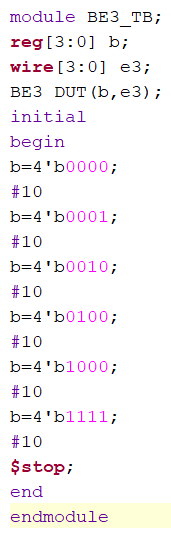 module BE3_TB;
reg[3:0] b;
wire[3:0] e3;
BE3 DUT(b,e3);
initial
begin
b=4'b0000;
#10
b=4'b0001;
#10
b=4'b0010;
#10
b=4'b0100;
#10
b=4'b1000;
#10
b=4'b1111;
#10
$stop;
end
endmodule